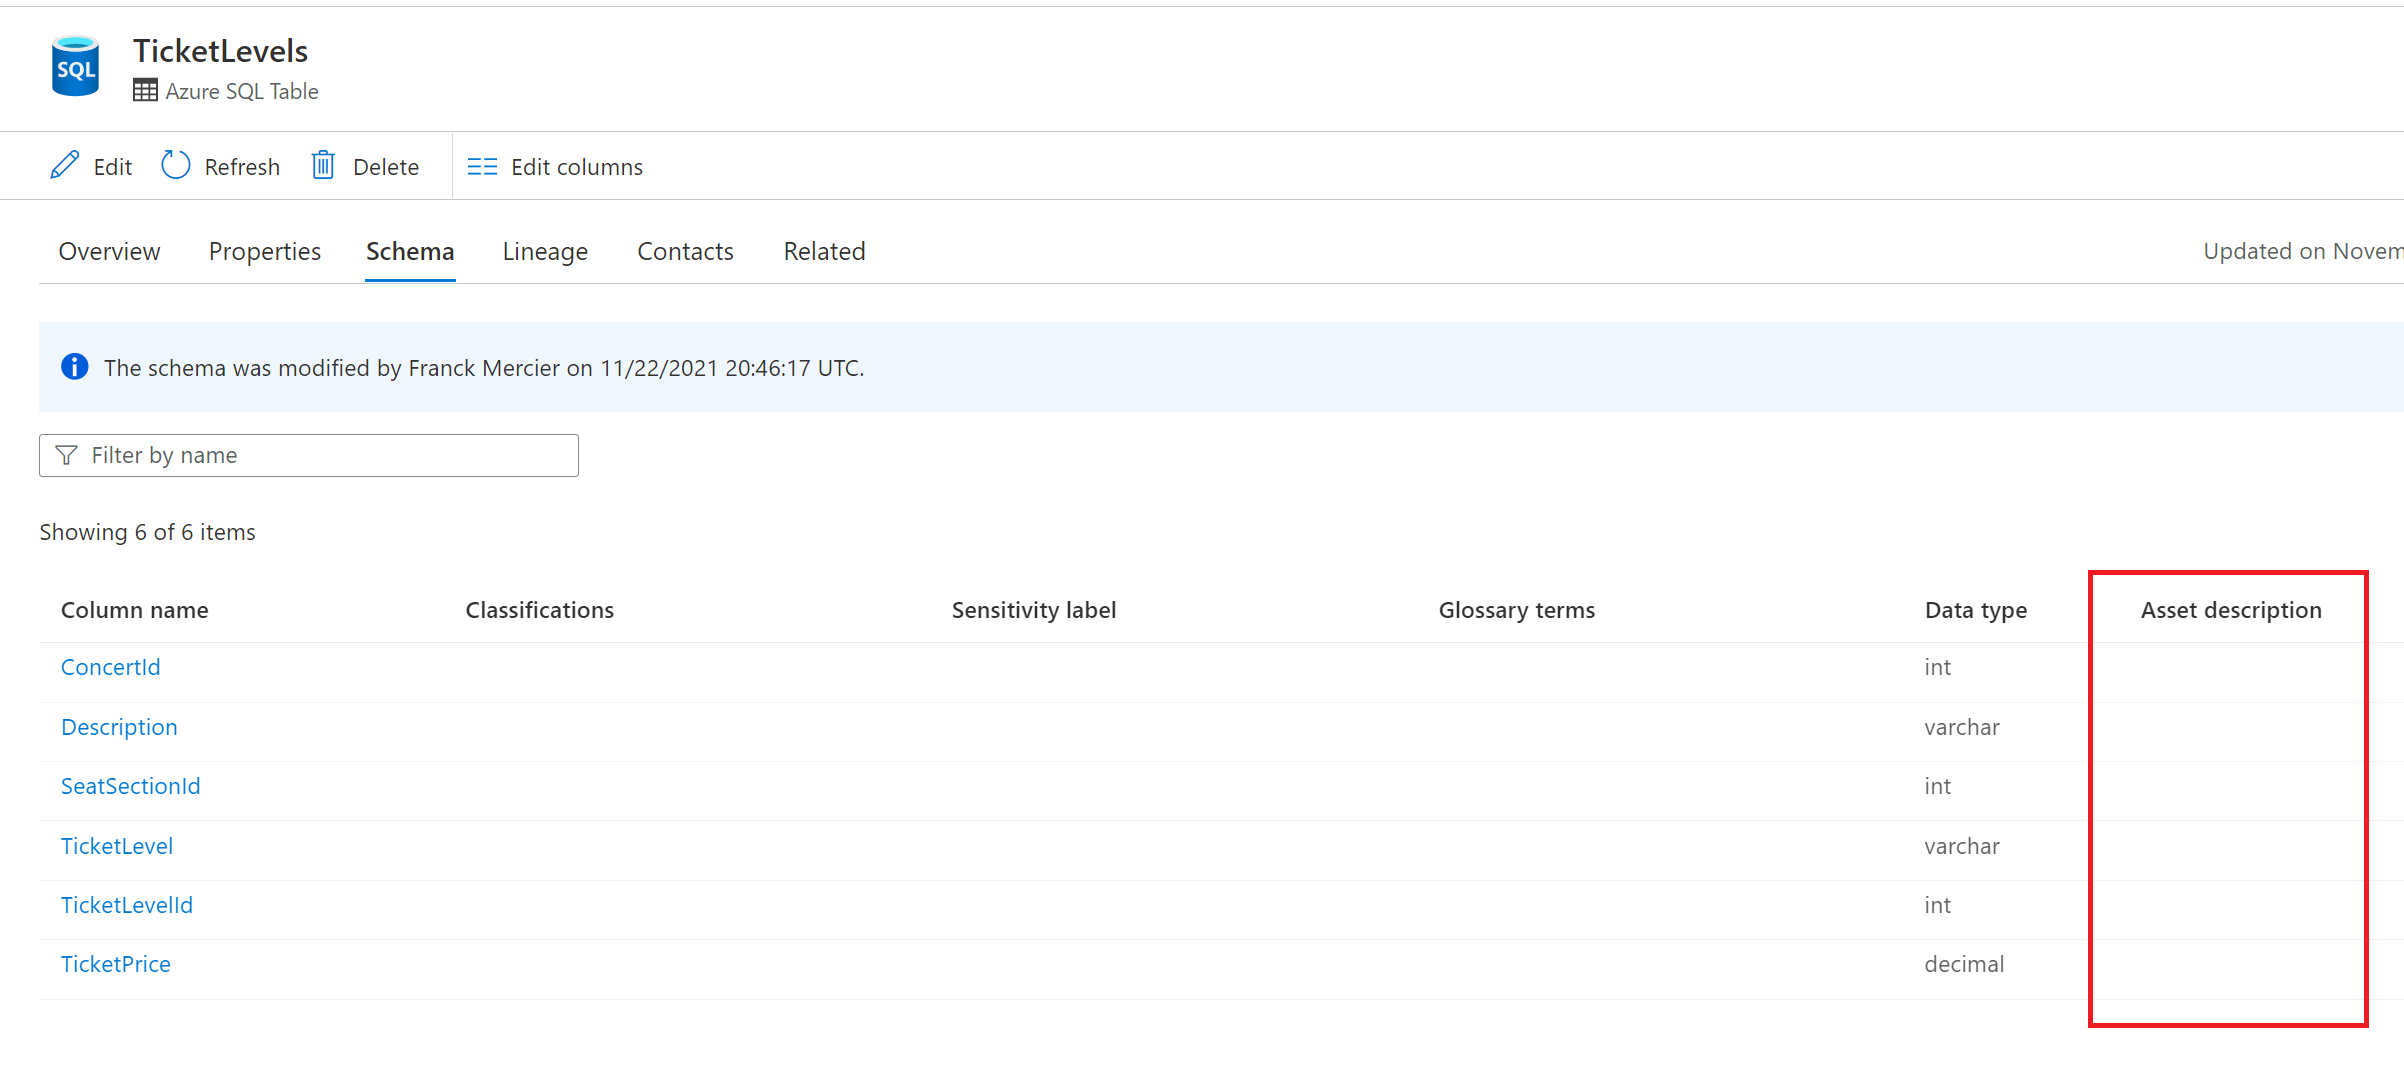 SQL
TicketLevels
Azure SQL Table
Edit Refresh Delete Edit columns
Overview Properties Schema Lineage Contacts Related Updated on Novem
The schema was modified by Franck Mercier on 11/22/2021 20:46:17 UTC.
Filter by name
Showing 6 of 6 items
Column name Classifications Sensitivity label Glossary terms Data type Asset description
ConcertId int
Description varchar
SeatSectionId int
TicketLevel varchar
TicketLevelId int
TicketPrice decimal